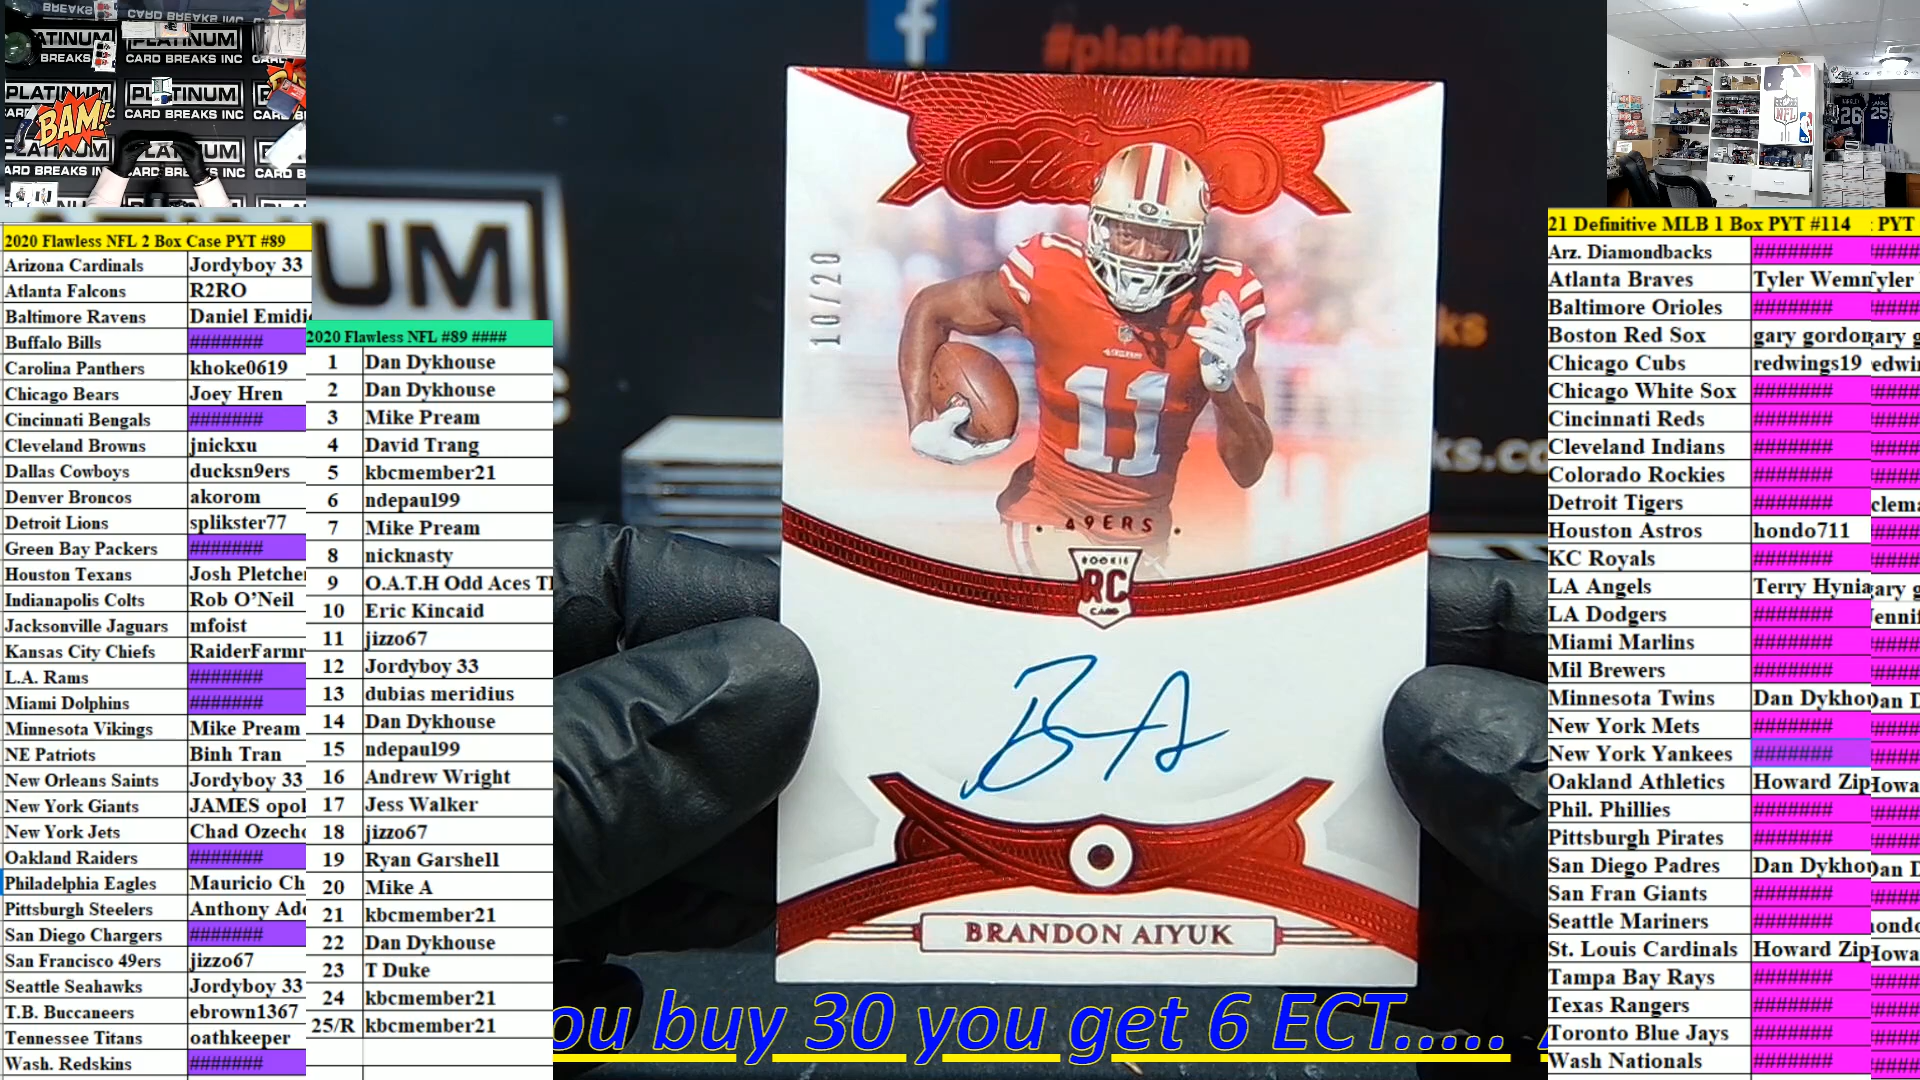 PLATINUM
CARD BREAKS INC
BAM!
#platfam
UM
2020 Flawless NFL 2 Box Case PYT #89
Arizona Cardinals Jordyboy 33
Atlanta Falcons R2RO
Baltimore Ravens Daniel
Buffalo Bills #######
Carolina Panthers khoke0619
Chicago Bears Joey Hren
Cincinnati Bengals #######
Cleveland Browns jnickxu
Dallas Cowboys ducksn9ers
Denver Broncos akorom
Detroit Lions splikster77
Green Bay Packers #######
Houston Texans Josh
Indianapolis Colts Rob O'Neil
Jacksonville Jaguars mfoist
Kansas City Chiefs
L.A. Rams #######
Miami Dolphins #######
Minnesota Vikings Mike Pream
NE Patriots Binh Tran
New Orleans Saints Jordyboy 33
New York Giants JAMES
New York Jets Chad
Oakland Raiders #######
Philadelphia Eagles Mauricio
Pittsburgh Steelers Anthony
San Diego Chargers #######
San Francisco 49ers jizzo67
Seattle Seahawks Jordyboy 33
T.B. Buccaneers ebrown1367
Tennessee Titans oathkeeper
Wash. Redskins #######
2020 Flawless NFL #89 ####
1 Dan Dykhouse
2 Dan Dykhouse
3 Mike Pream
4 David Trang
5 kbcmember21
6 ndepaul99
7 Mike Pream
8 nicknasty
9 O.A.T.H Odd Aces
10 Eric Kincaid
11 jizzo67
12 Jordyboy 33
13 dubias meridius
14 Dan Dykhouse
15 ndepaul99
16 Andrew Wright
17 Jess Walker
18 jizzo67
19 Ryan Garshell
20 Mike A
21 kbcmember21
22 Dan Dykhouse
23 T Duke
24 kbcmember21
25/R kbcmember21
10/20
11
49ERS
ROOKIE
RC
CARD
BA
BRANDON AIYUK
ou buy 30 you get 6 ECT.....
NFL
26 25
21 Definitive MLB 1 Box PYT #114 PYT
Arz. Diamondbacks #######
Atlanta Braves Tyler
Baltimore Orioles #######
Boston Red Sox gary gordon
Chicago Cubs redwings19
Chicago White Sox #######
Cincinnati Reds #######
Cleveland Indians #######
Colorado Rockies #######
Detroit Tigers #######
Houston Astros hondo711
KC Royals #######
LA Angels Terry
LA Dodgers #######
Miami Marlins #######
Mil Brewers #######
Minnesota Twins Dan
New York Mets #######
New York Yankees #######
Oakland Athletics Howard Zip
Phil. Phillies #######
Pittsburgh Pirates #######
San Diego Padres Dan
San Fran Giants #######
Seattle Mariners #######
St. Louis Cardinals Howard Zip
Tampa Bay Rays #######
Texas Rangers #######
Toronto Blue Jays #######
Wash Nationals #######